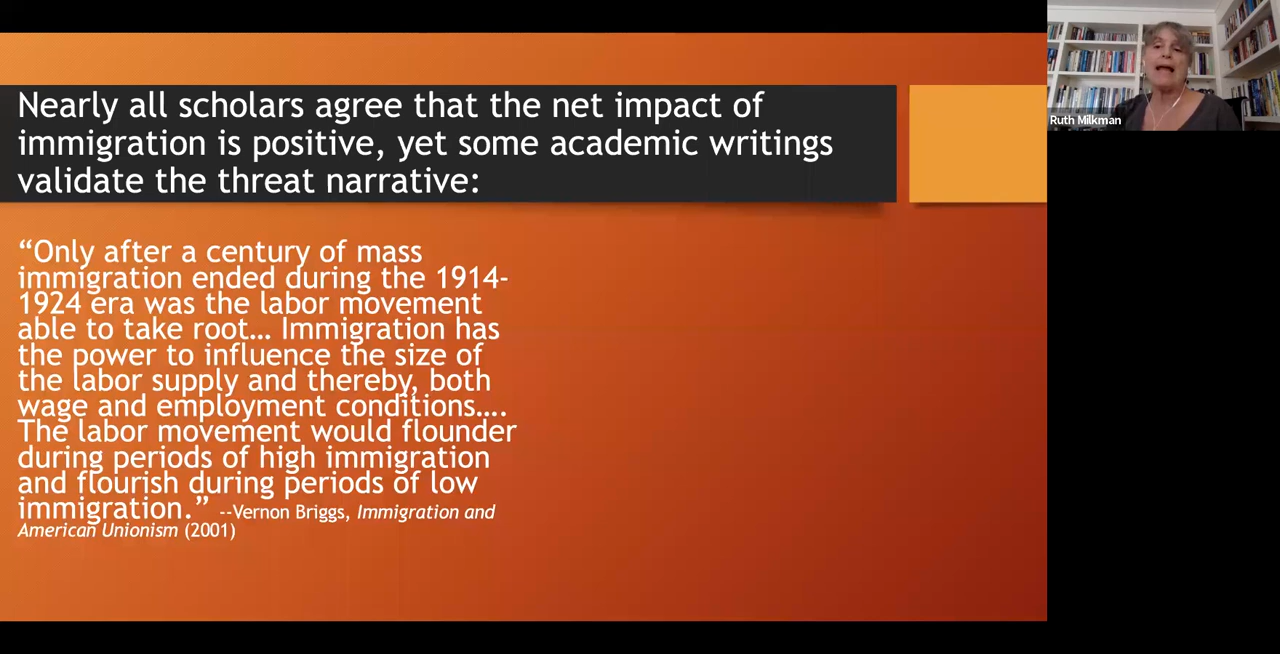 Nearly all scholars agree that the net impact of
immigration is positive, yet some academic writings
validate the threat narrative:
“Only after a century of mass
immigration ended during the 1914-
1924 era was the labor movement
able to take root… Immigration has
the power to influence the size of
the labor supply and thereby, both
wage and employment conditions….
The labor movement would flounder
during periods of high immigration
and flourish during periods of low
immigration.” --Vernon Briggs, Immigration and
American Unionism (2001)
Ruth Milkman